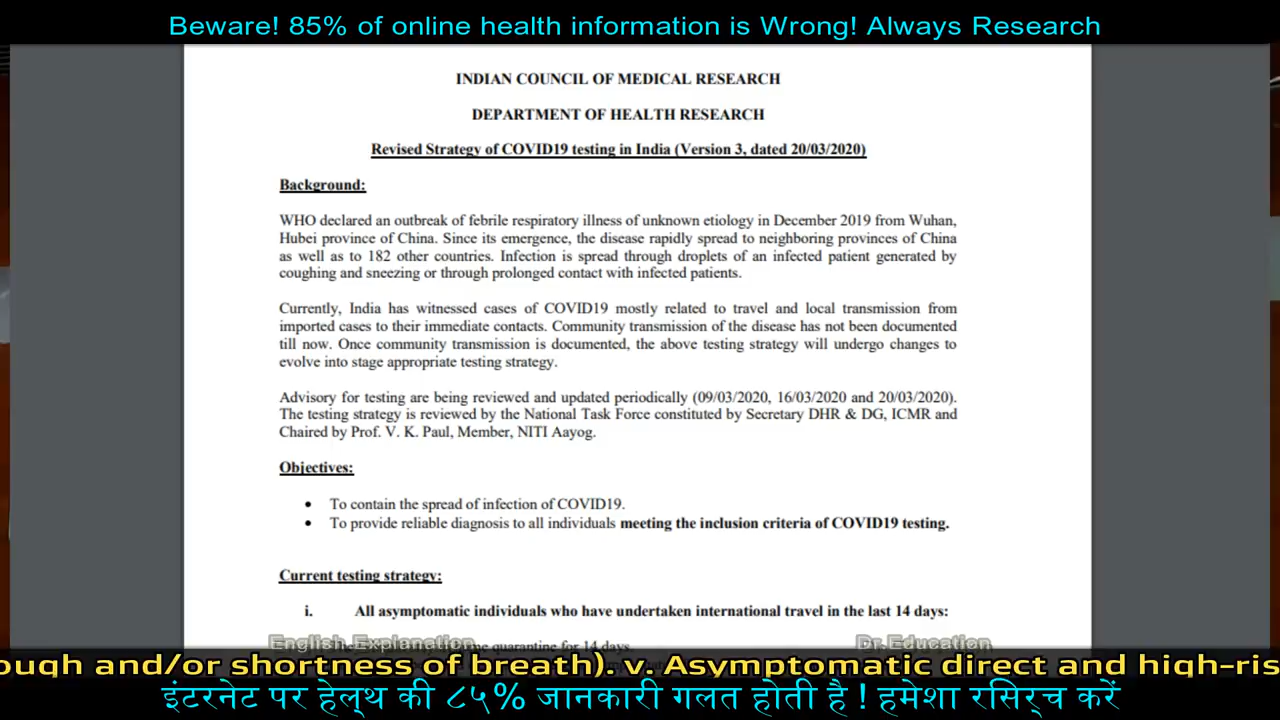 Beware! 85% of online health information is Wrong! Always Research
INDIAN COUNCIL OF MEDICAL RESEARCH
DEPARTMENT OF HEALTH RESEARCH
Revised Strategy of COVID19 testing in India (Version 3, dated 20/03/2020)
Background:
WHO declared an outbreak of febrile respiratory illness of unknown etiology in December 2019 from Wuhan,
Hubei province of China. Since its emergence, the disease rapidly spread to neighboring provinces of China
as well as to 182 other countries. Infection is spread through droplets of an infected patient generated by
coughing and sneezing or through prolonged contact with infected patients.
Currently, India has witnessed cases of COVID19 mostly related to travel and local transmission from
imported cases to their immediate contacts. Community transmission of the disease has not been documented
till now. Once community transmission is documented, the above testing strategy will undergo changes to
evolve into stage appropriate testing strategy.
Advisory for testing are being reviewed and updated periodically (09/03/2020, 16/03/2020 and 20/03/2020).
The testing strategy is reviewed by the National Task Force constituted by Secretary DHR & DG, ICMR and
Chaired by Prof. V. K. Paul, Member, NITI Aayog.
Objectives:
• To contain the spread of infection of COVID19.
• To provide reliable diagnosis to all individuals meeting the inclusion criteria of COVID19 testing.
Current testing strategy:
i. All asymptomatic individuals who have undertaken international travel in the last 14 days:
quarantine for 14 days.
English Explanation
Dr.Education
ough and/or shortness of breath). v. Asymptomatic direct and high-ris
इंटरनेट पर हेल्थ की ८५% जानकारी गलत होती है ! हमेशा रिसर्च करें